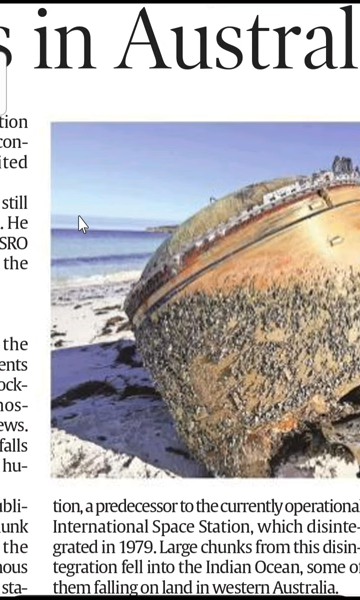 s in Austral
tion
con-
ited
still
. He
SRO
the
the
ents
ock-
nos-
ews.
falls
hu-
ubli-
unk
the
nous
sta-
tion, a predecessor to the currently operational
International Space Station, which disinte-
grated in 1979. Large chunks from this disin-
tegration fell into the Indian Ocean, some of
them falling on land in western Australia.